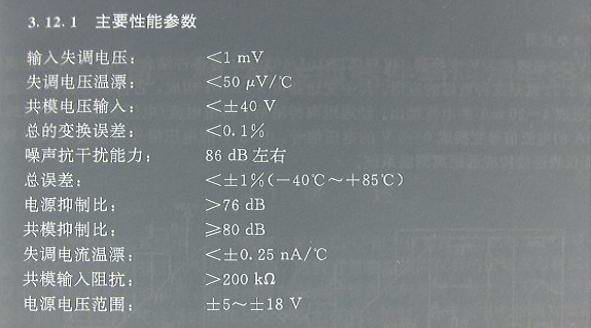 3.12.1 主要性能参数
输入失调电压： <1 mV
失调电压温漂： <50 μV/℃
共模电压输入： <±40 V
总的变换误差： <0.1%
噪声抗干扰能力： 86 dB 左右
总误差： <±1%(−40℃～+85℃)
电源抑制比： >76 dB
共模抑制比： ≥80 dB
失调电流温漂： <±0.25 nA/℃
共模输入阻抗： >200 kΩ
电源电压范围： ±5～±18 V